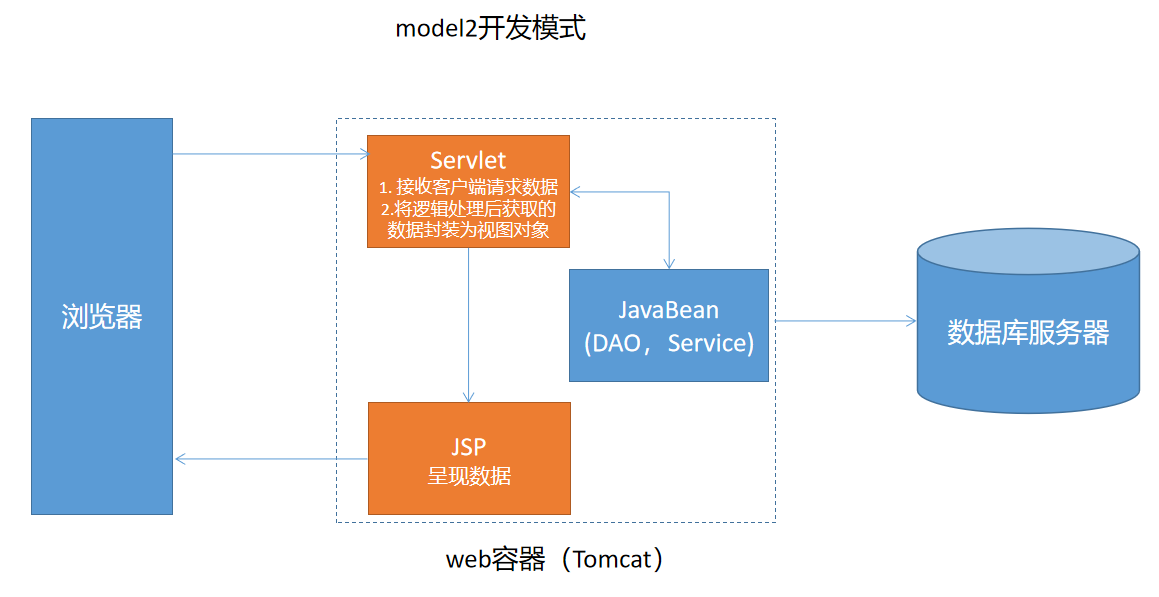 model2开发模式
浏览器
Servlet
1. 接收客户端请求数据
2.将逻辑处理后获取的
数据封装为视图对象
JavaBean
(DAO，Service)
数据库服务器
JSP
呈现数据
web容器（Tomcat）